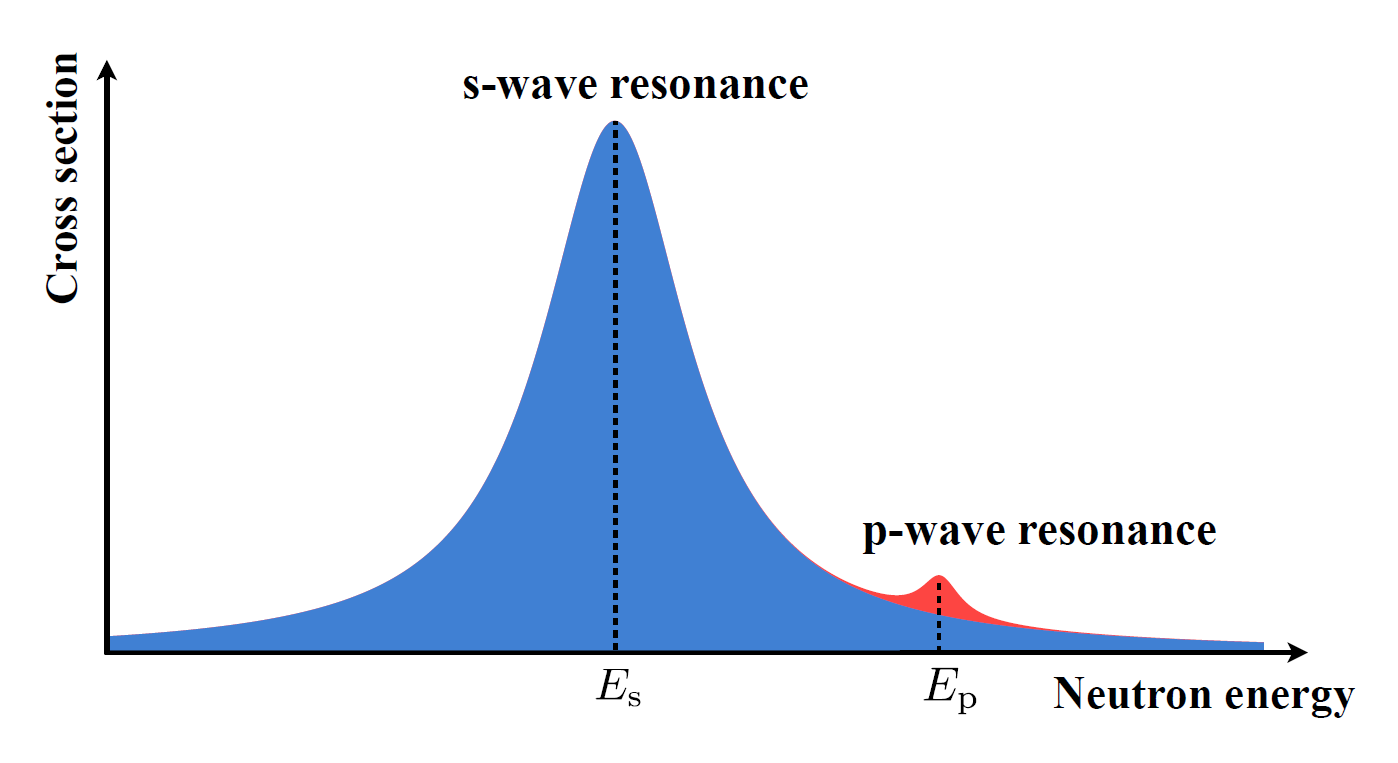 Cross section
s-wave resonance
p-wave resonance
E_s
E_p
Neutron energy